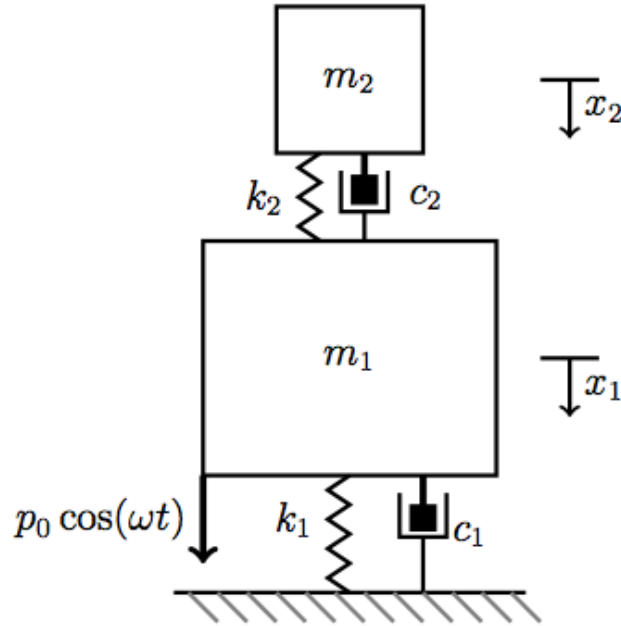 m₂
x₂
k₂
c₂
m₁
x₁
p₀ cos(ωt)
k₁
c₁